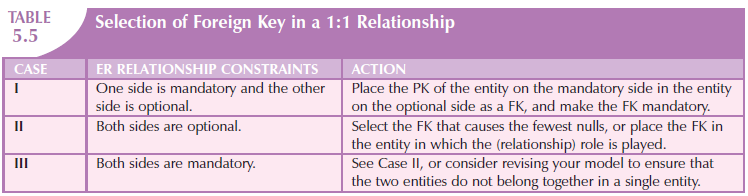 TABLE
5.5
Selection of Foreign Key in a 1:1 Relationship
CASE ER RELATIONSHIP CONSTRAINTS ACTION
I One side is mandatory and the other Place the PK of the entity on the mandatory side in the entity
side is optional. on the optional side as a FK, and make the FK mandatory.
II Both sides are optional. Select the FK that causes the fewest nulls, or place the FK in
the entity in which the (relationship) role is played.
III Both sides are mandatory. See Case II, or consider revising your model to ensure that
the two entities do not belong together in a single entity.